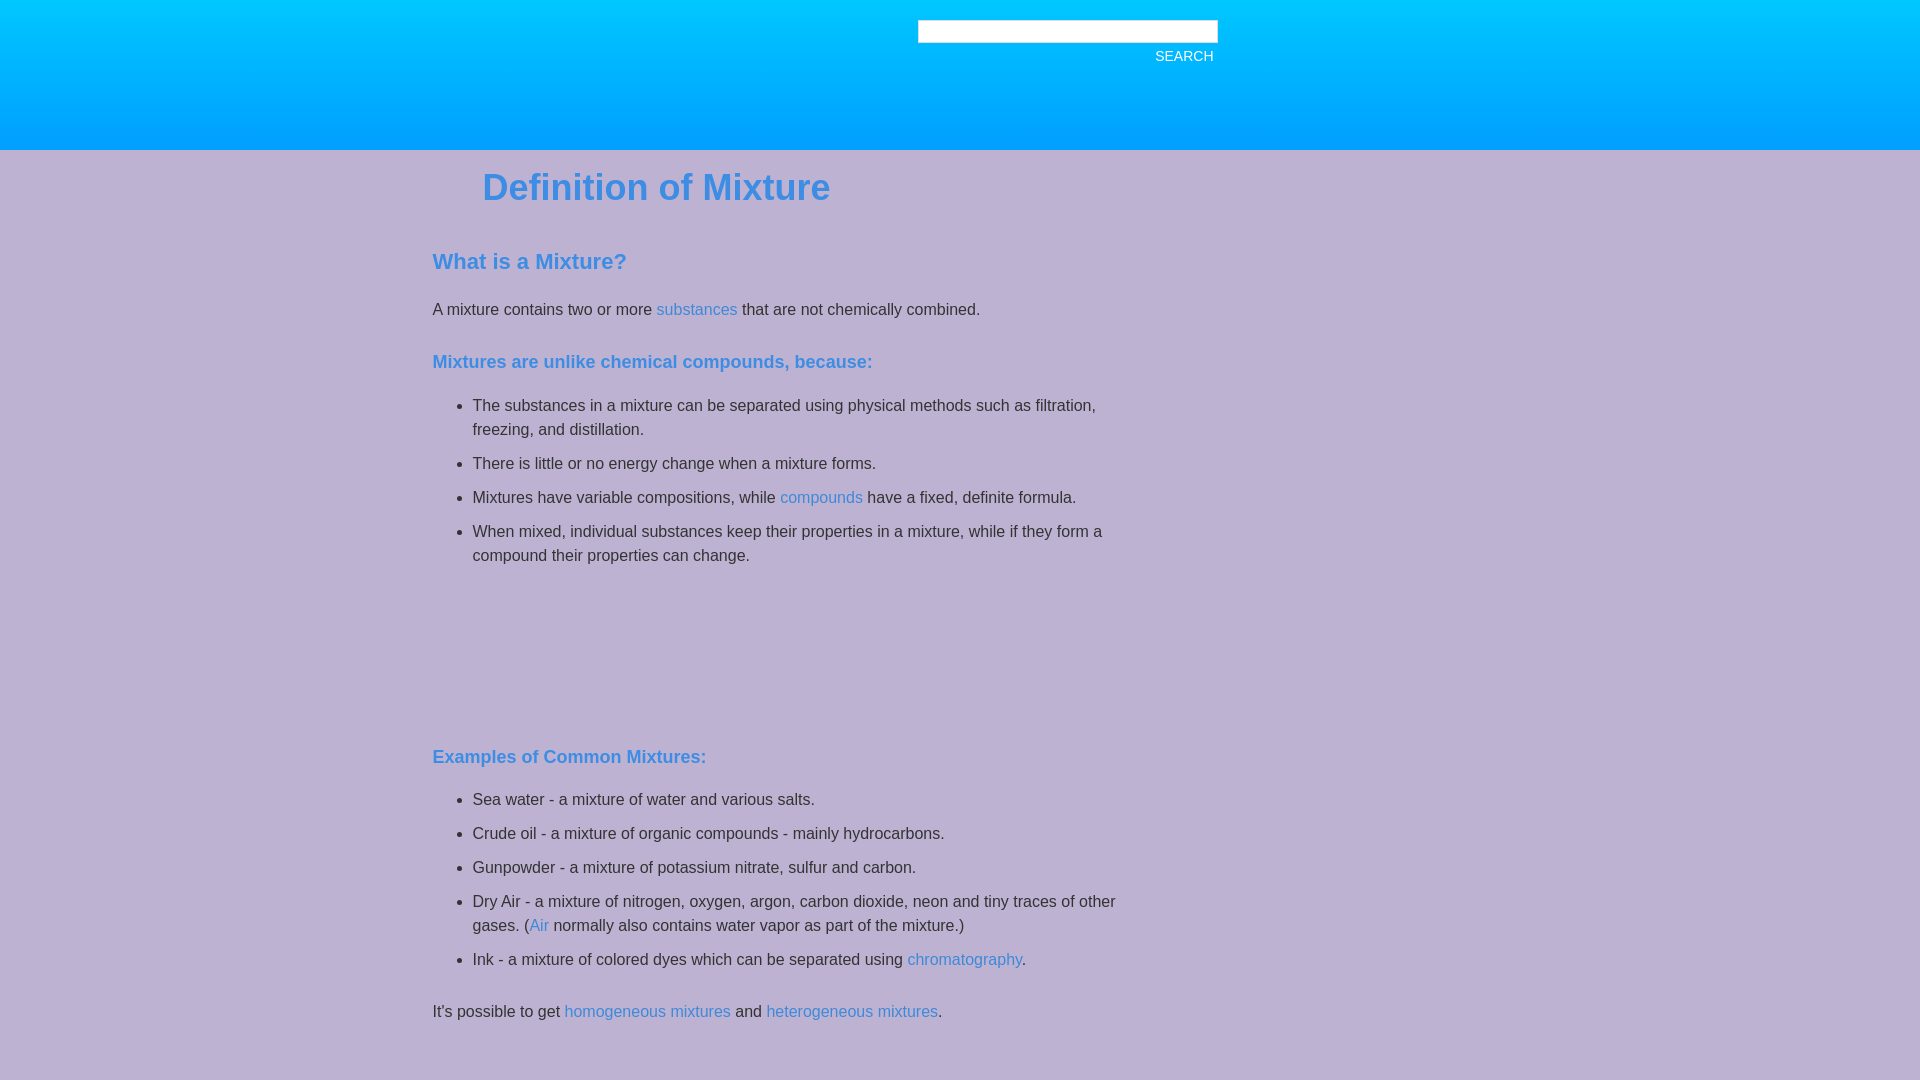 SEARCH
Definition of Mixture
What is a Mixture?
A mixture contains two or more substances that are not chemically combined.
Mixtures are unlike chemical compounds, because:
• The substances in a mixture can be separated using physical methods such as filtration,
freezing, and distillation.
• There is little or no energy change when a mixture forms.
• Mixtures have variable compositions, while compounds have a fixed, definite formula.
• When mixed, individual substances keep their properties in a mixture, while if they form a
compound their properties can change.
Examples of Common Mixtures:
• Sea water - a mixture of water and various salts.
• Crude oil - a mixture of organic compounds - mainly hydrocarbons.
• Gunpowder - a mixture of potassium nitrate, sulfur and carbon.
• Dry Air - a mixture of nitrogen, oxygen, argon, carbon dioxide, neon and tiny traces of other
gases. (Air normally also contains water vapor as part of the mixture.)
• Ink - a mixture of colored dyes which can be separated using chromatography.
It's possible to get homogeneous mixtures and heterogeneous mixtures.